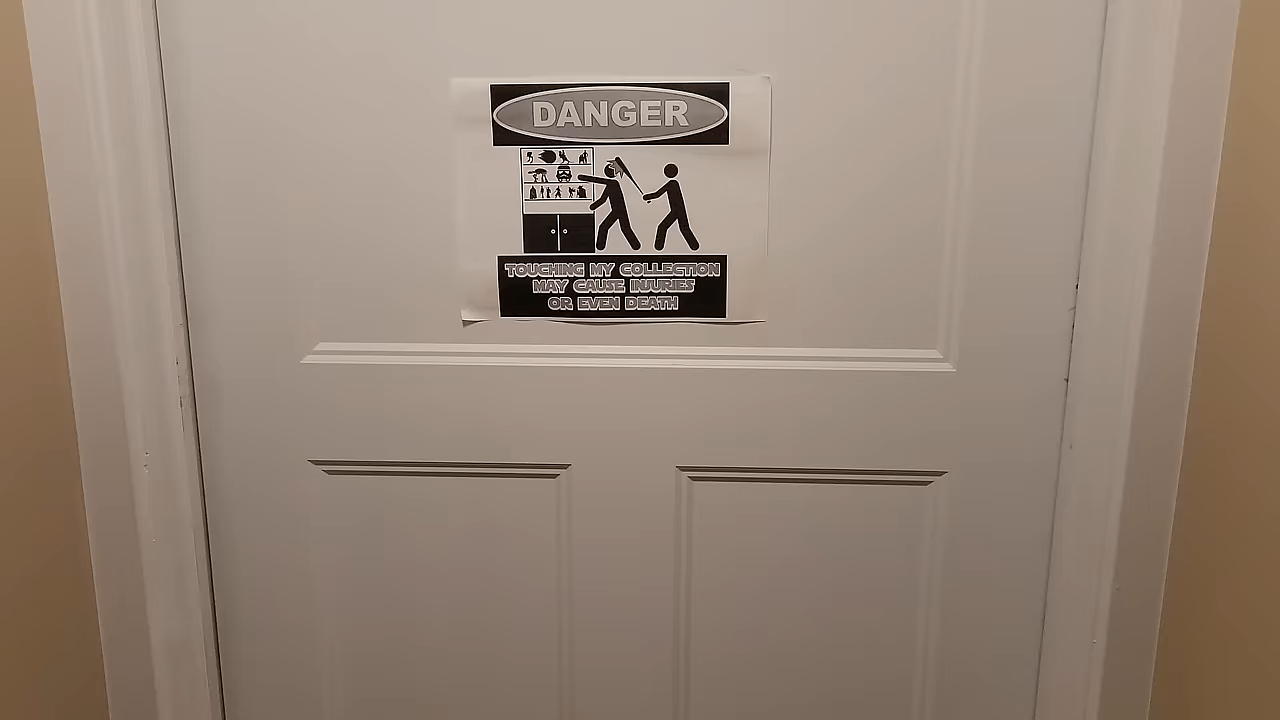 DANGER
TOUCHING MY COLLECTION
MAY CAUSE INJURIES
OR EVEN DEATH